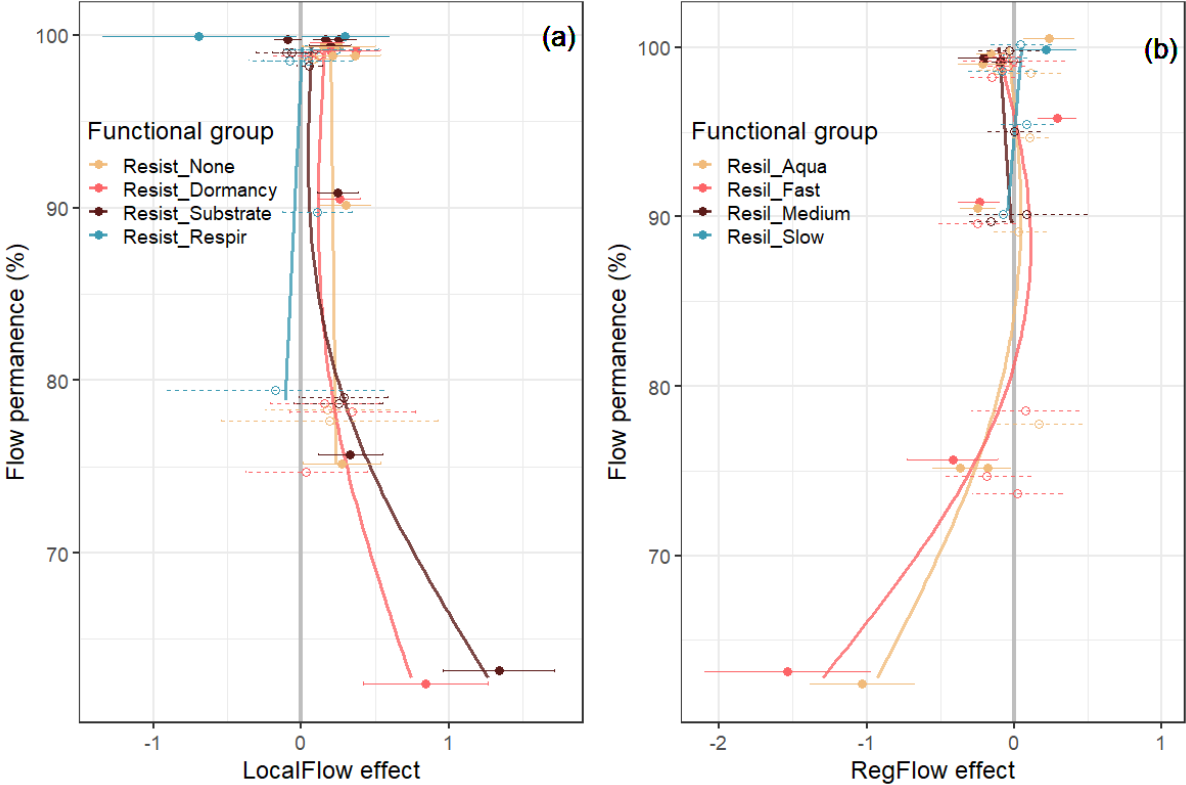 (a)
100
90
80
70
Flow permanence (%)
Functional group
Resist_None
Resist_Dormancy
Resist_Substrate
Resist_Respir
-1
0
1
LocalFlow effect
(b)
100
90
80
70
Flow permanence (%)
Functional group
Resil_Aqua
Resil_Fast
Resil_Medium
Resil_Slow
-2
-1
0
1
RegFlow effect